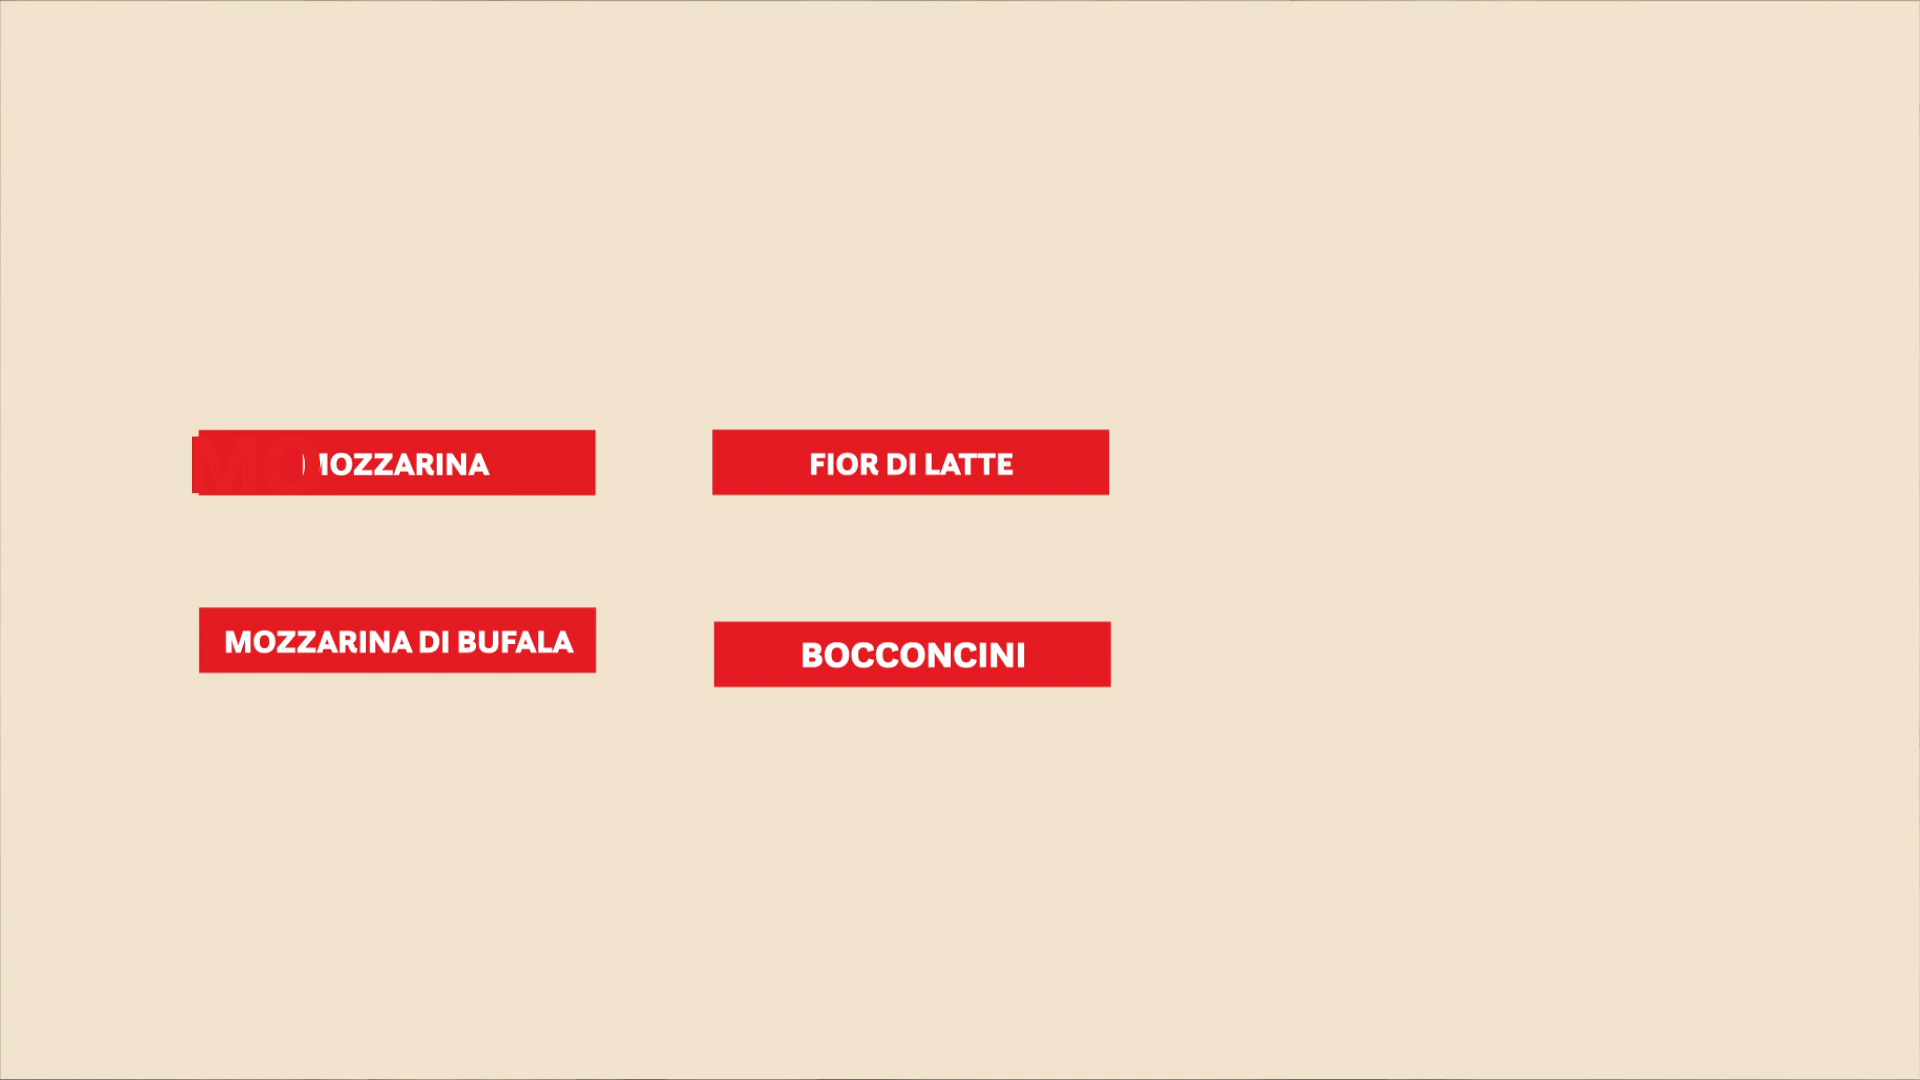 MOZZARINA
FIOR DI LATTE
MOZZARINA DI BUFALA
BOCCONCINI